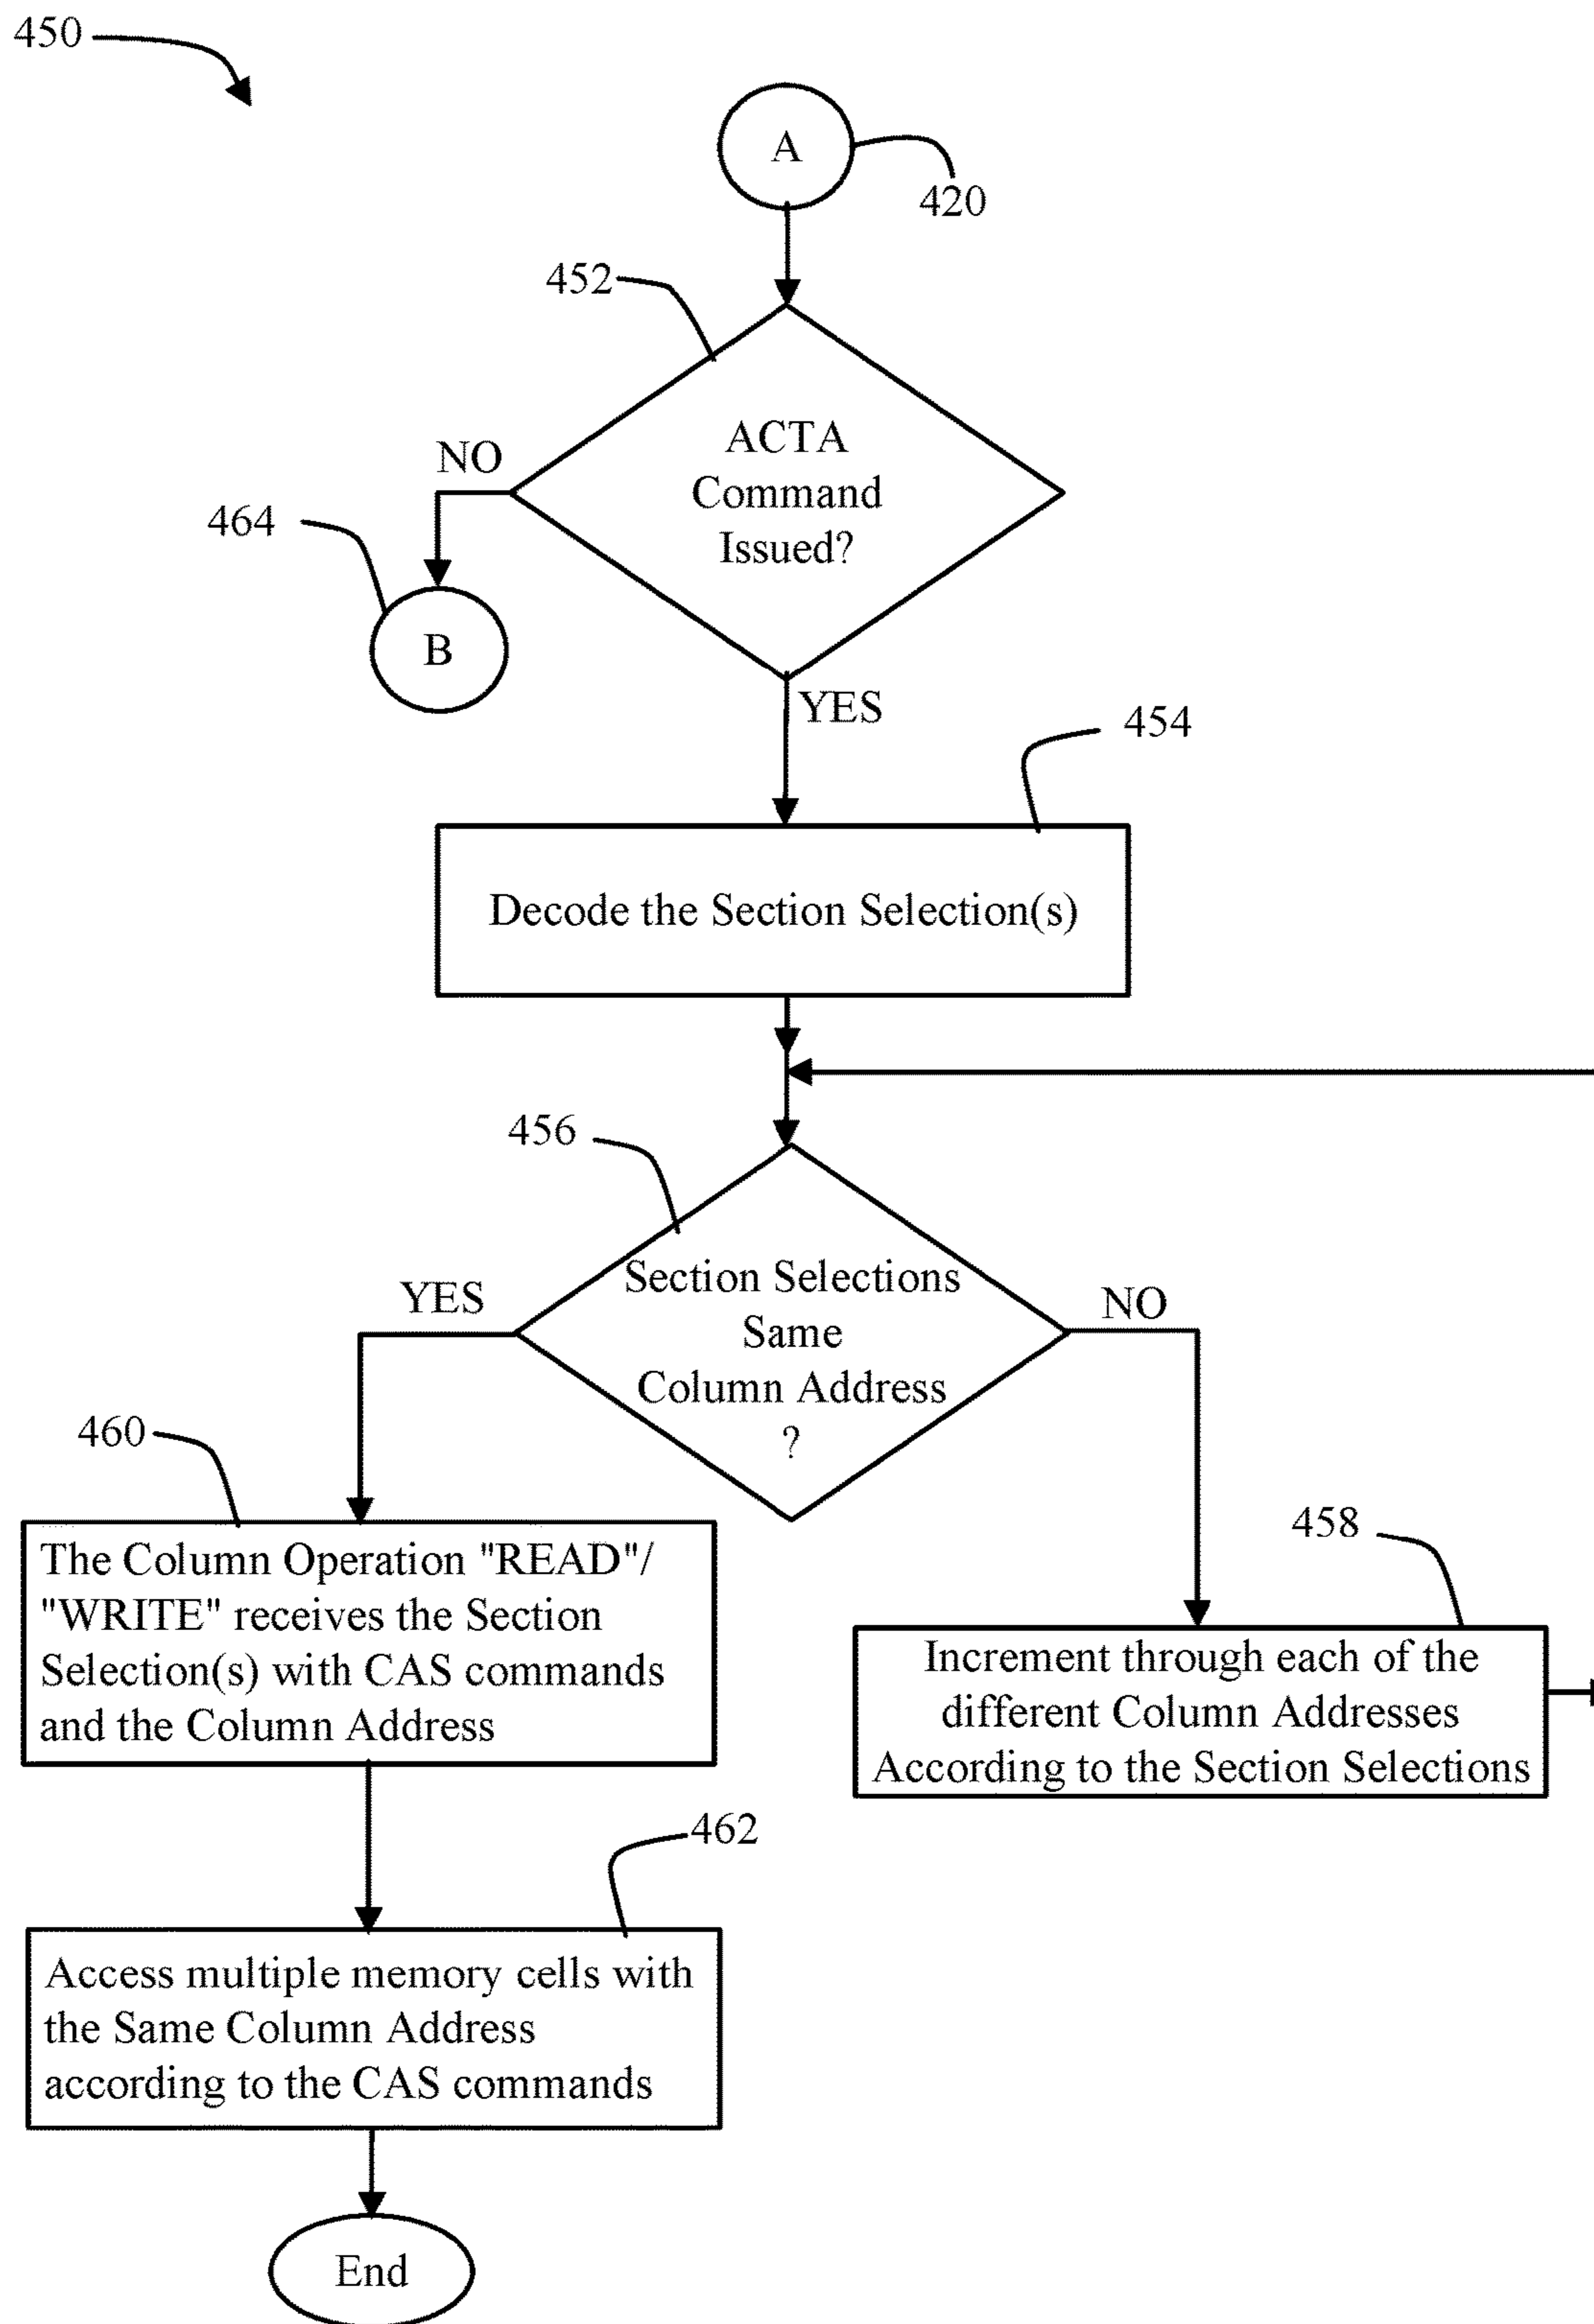 450
A
420
452
ACTA
Command
Issued?
NO
464
B
YES
454
Decode the Section Selection(s)
456
Section Selections
Same
Column Address
?
YES
NO
460
The Column Operation "READ"/
"WRITE" receives the Section
Selection(s) with CAS commands
and the Column Address
458
Increment through each of the
different Column Addresses
According to the Section Selections
462
Access multiple memory cells with
the Same Column Address
according to the CAS commands
End